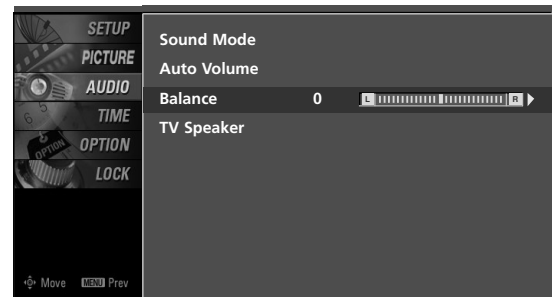 SETUP
PICTURE
AUDIO
TIME
OPTION
LOCK
Move MENU Prev
Sound Mode
Auto Volume
Balance 0 L R
TV Speaker